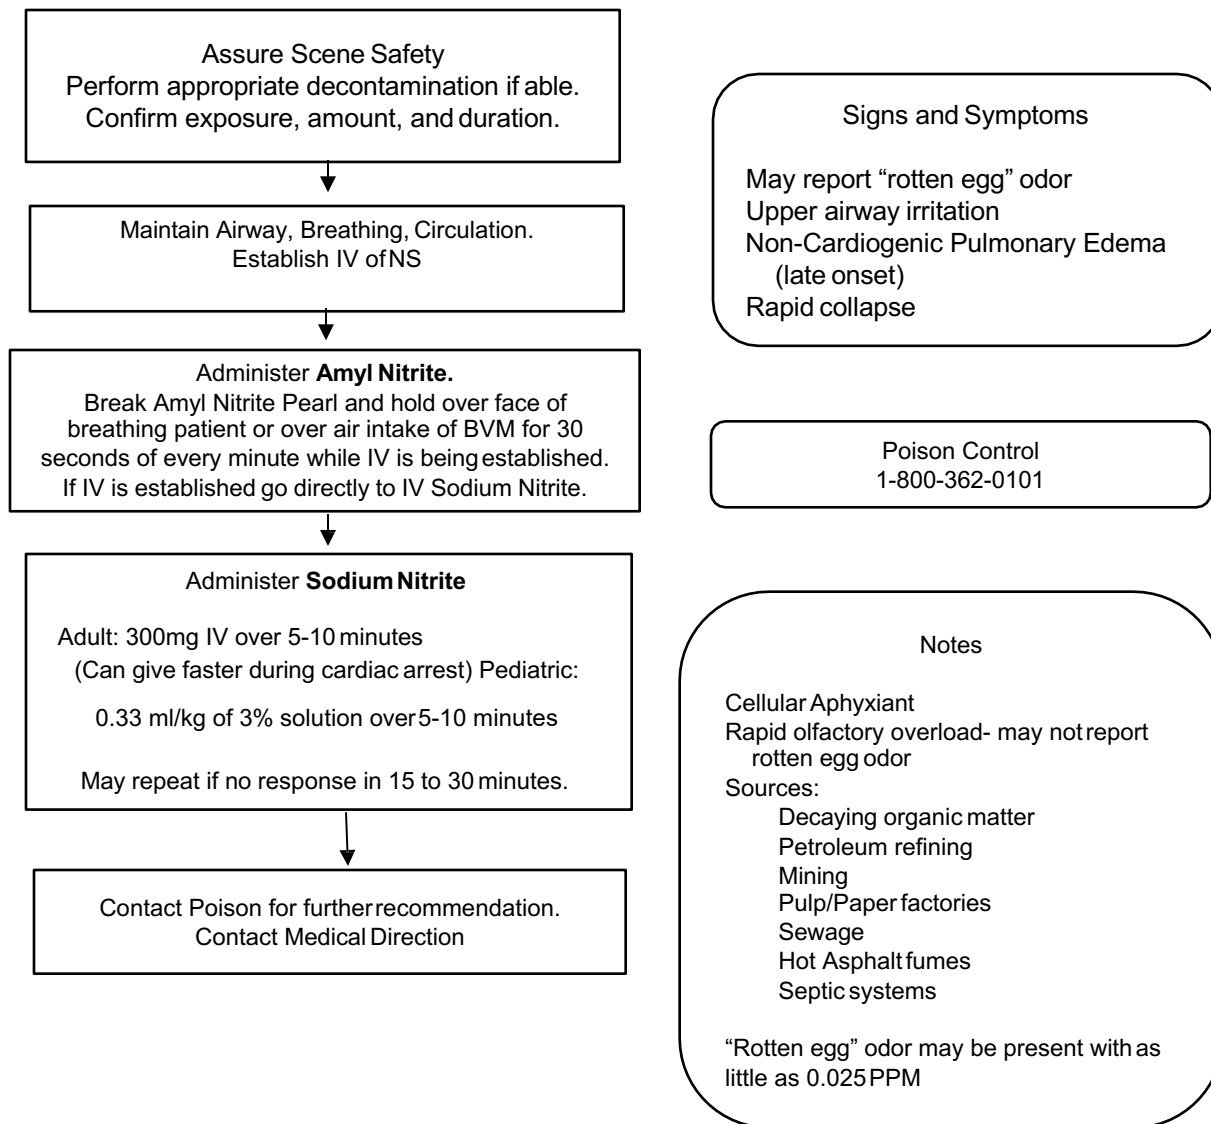 Assure Scene Safety
Perform appropriate decontamination if able.
Confirm exposure, amount, and duration.
Maintain Airway, Breathing, Circulation.
Establish IV of NS
Administer Amyl Nitrite.
Break Amyl Nitrite Pearl and hold over face of
breathing patient or over air intake of BVM for 30
seconds of every minute while IV is being established.
If IV is established go directly to IV Sodium Nitrite.
Administer Sodium Nitrite
Adult: 300mg IV over 5-10 minutes
(Can give faster during cardiac arrest) Pediatric:
0.33 ml/kg of 3% solution over 5-10 minutes
May repeat if no response in 15 to 30 minutes.
Contact Poison for further recommendation.
Contact Medical Direction
Signs and Symptoms
May report “rotten egg” odor
Upper airway irritation
Non-Cardiogenic Pulmonary Edema
(late onset)
Rapid collapse
Poison Control
1-800-362-0101
Notes
Cellular Aphyxiant
Rapid olfactory overload- may not report
rotten egg odor
Sources:
Decaying organic matter
Petroleum refining
Mining
Pulp/Paper factories
Sewage
Hot Asphalt fumes
Septic systems
“Rotten egg” odor may be present with as
little as 0.025 PPM